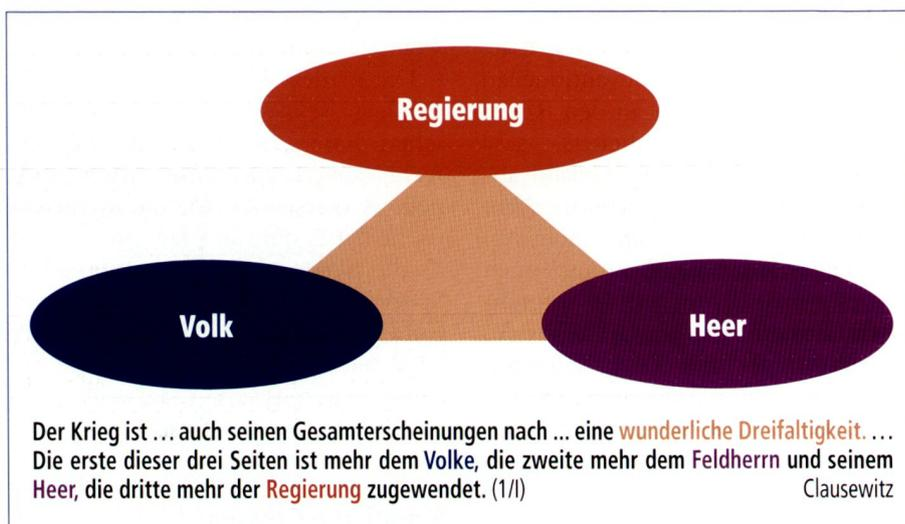 Regierung
Volk
Heer
Der Krieg ist ... auch seinen Gesamterscheinungen nach ... eine wunderliche Dreifaltigkeit. ...
Die erste dieser drei Seiten ist mehr dem Volke, die zweite mehr dem Feldherrn und seinem
Heer, die dritte mehr der Regierung zugewendet. (1/I)
Clausewitz